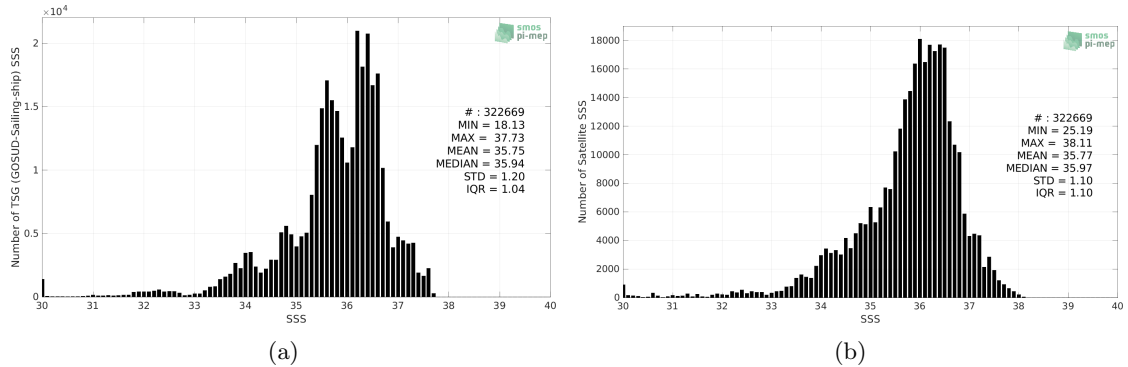 ×10⁴
2
1.5
1
0.5
0
30 31 32 33 34 35 36 37 38 39 40
SSS
Number of TSG (GOSUD-Sailing-ship) SSS
smos
pi-mep
# : 322669
MIN = 18.13
MAX = 37.73
MEAN = 35.75
MEDIAN = 35.94
STD = 1.20
IQR = 1.04
(a)
18000
16000
14000
12000
10000
8000
6000
4000
2000
0
30 31 32 33 34 35 36 37 38 39 40
SSS
Number of Satellite SSS
smos
pi-mep
# : 322669
MIN = 25.19
MAX = 38.11
MEAN = 35.77
MEDIAN = 35.97
STD = 1.10
IQR = 1.10
(b)